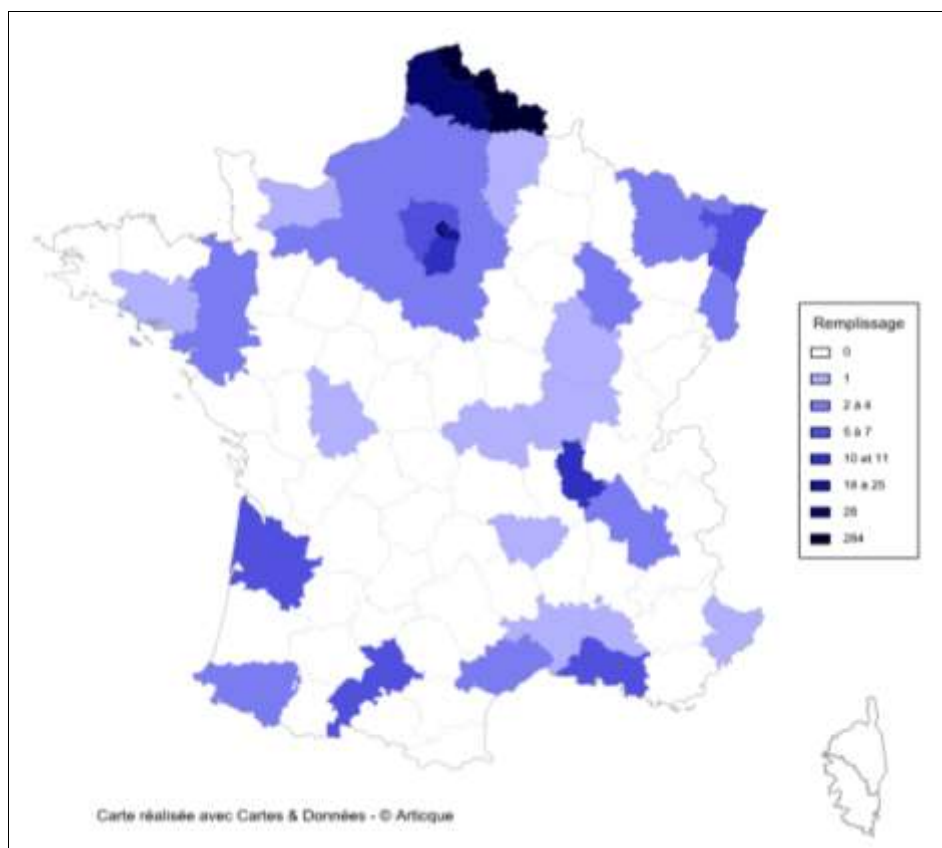 Remplissage
0
1
2 à 4
5 à 7
10 et 11
18 à 25
28
284
Carte réalisée avec Cartes & Données - © Articque